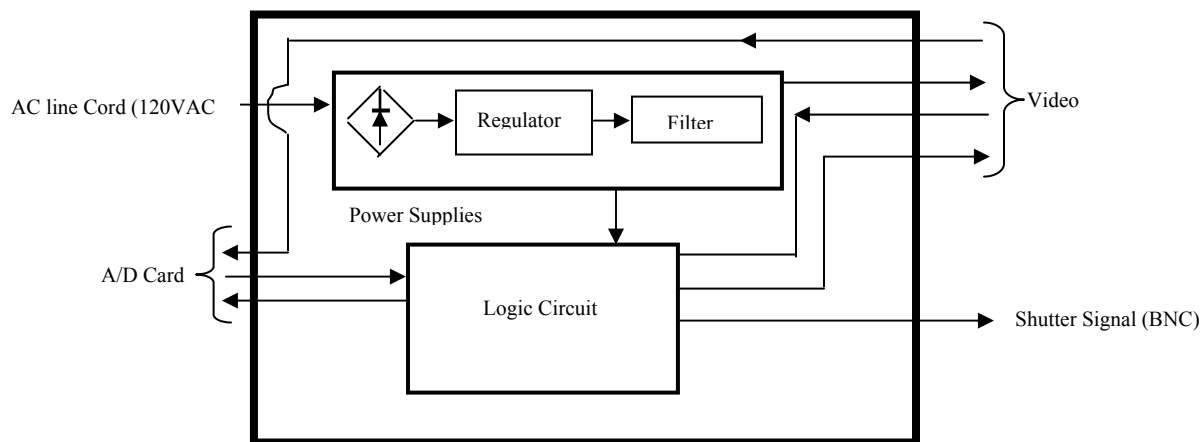 AC line Cord (120VAC
Regulator
Filter
Video
Power Supplies
A/D Card
Logic Circuit
Shutter Signal (BNC)